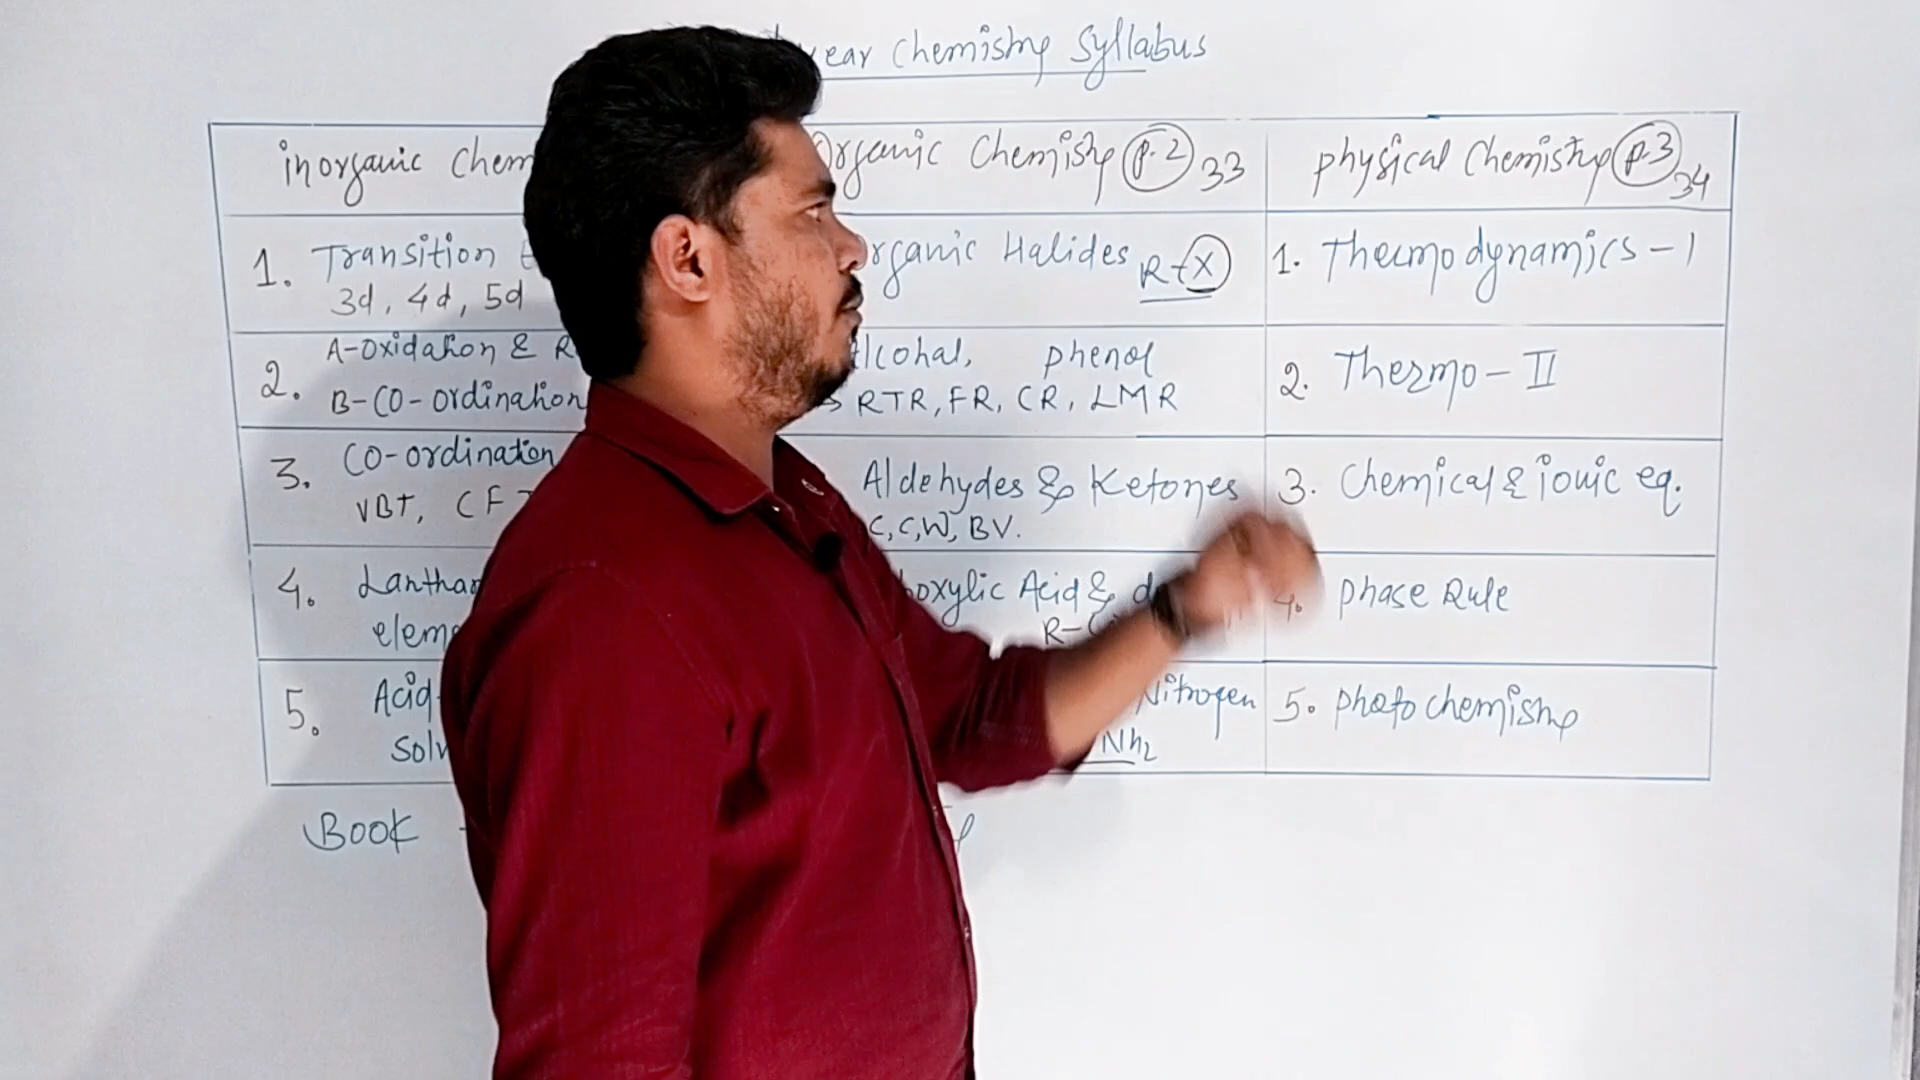 year Chemistry Syllabus
inorganic Chem
Organic Chemistry P.2 33
physical Chemistry P.3 34
1. Transition
3d, 4d, 5d
organic Halides R-X
1. Thermodynamics-1
2. A-Oxidation & R
B-Co-ordination
Alcohal, phenol
RTR, FR, CR, LMR
2. Thermo-II
3. Co-ordination
VBT, CFT
Aldehydes & Ketones
C, C, W, BV.
3. Chemical & ionic eq.
4. Lanthan
eleme
boxylic Acid & d
R-
4. phase Rule
5. Acid-
Solv
Nitrogen
Nh2
5. photochemistry
Book